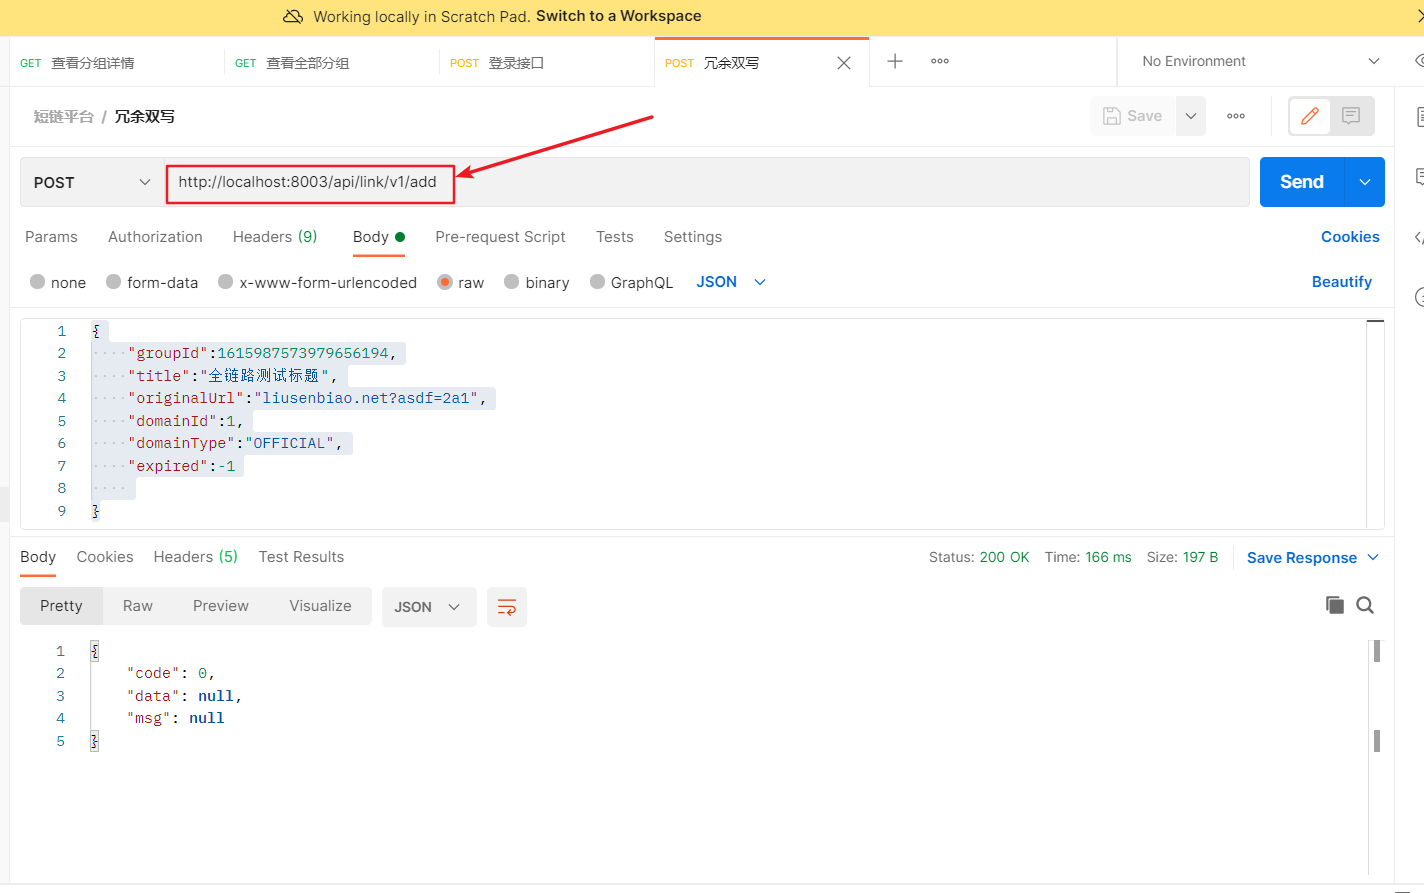 Working locally in Scratch Pad. Switch to a Workspace
GET 查看分组详情 GET 查看全部分组 POST 登录接口 POST 冗余双写 No Environment
短链平台 / 冗余双写 Save
POST http://localhost:8003/api/link/v1/add Send
Params Authorization Headers (9) Body Pre-request Script Tests Settings Cookies
none form-data x-www-form-urlencoded raw binary GraphQL JSON Beautify
1 {
2 "groupId":1615987573979656194,
3 "title":"全链路测试标题",
4 "originalUrl":"liusenbiao.net?asdf=2a1",
5 "domainId":1,
6 "domainType":"OFFICIAL",
7 "expired":-1
8
9 }
Body Cookies Headers (5) Test Results Status: 200 OK Time: 166 ms Size: 197 B Save Response
Pretty Raw Preview Visualize JSON
1 {
2 "code": 0,
3 "data": null,
4 "msg": null
5 }